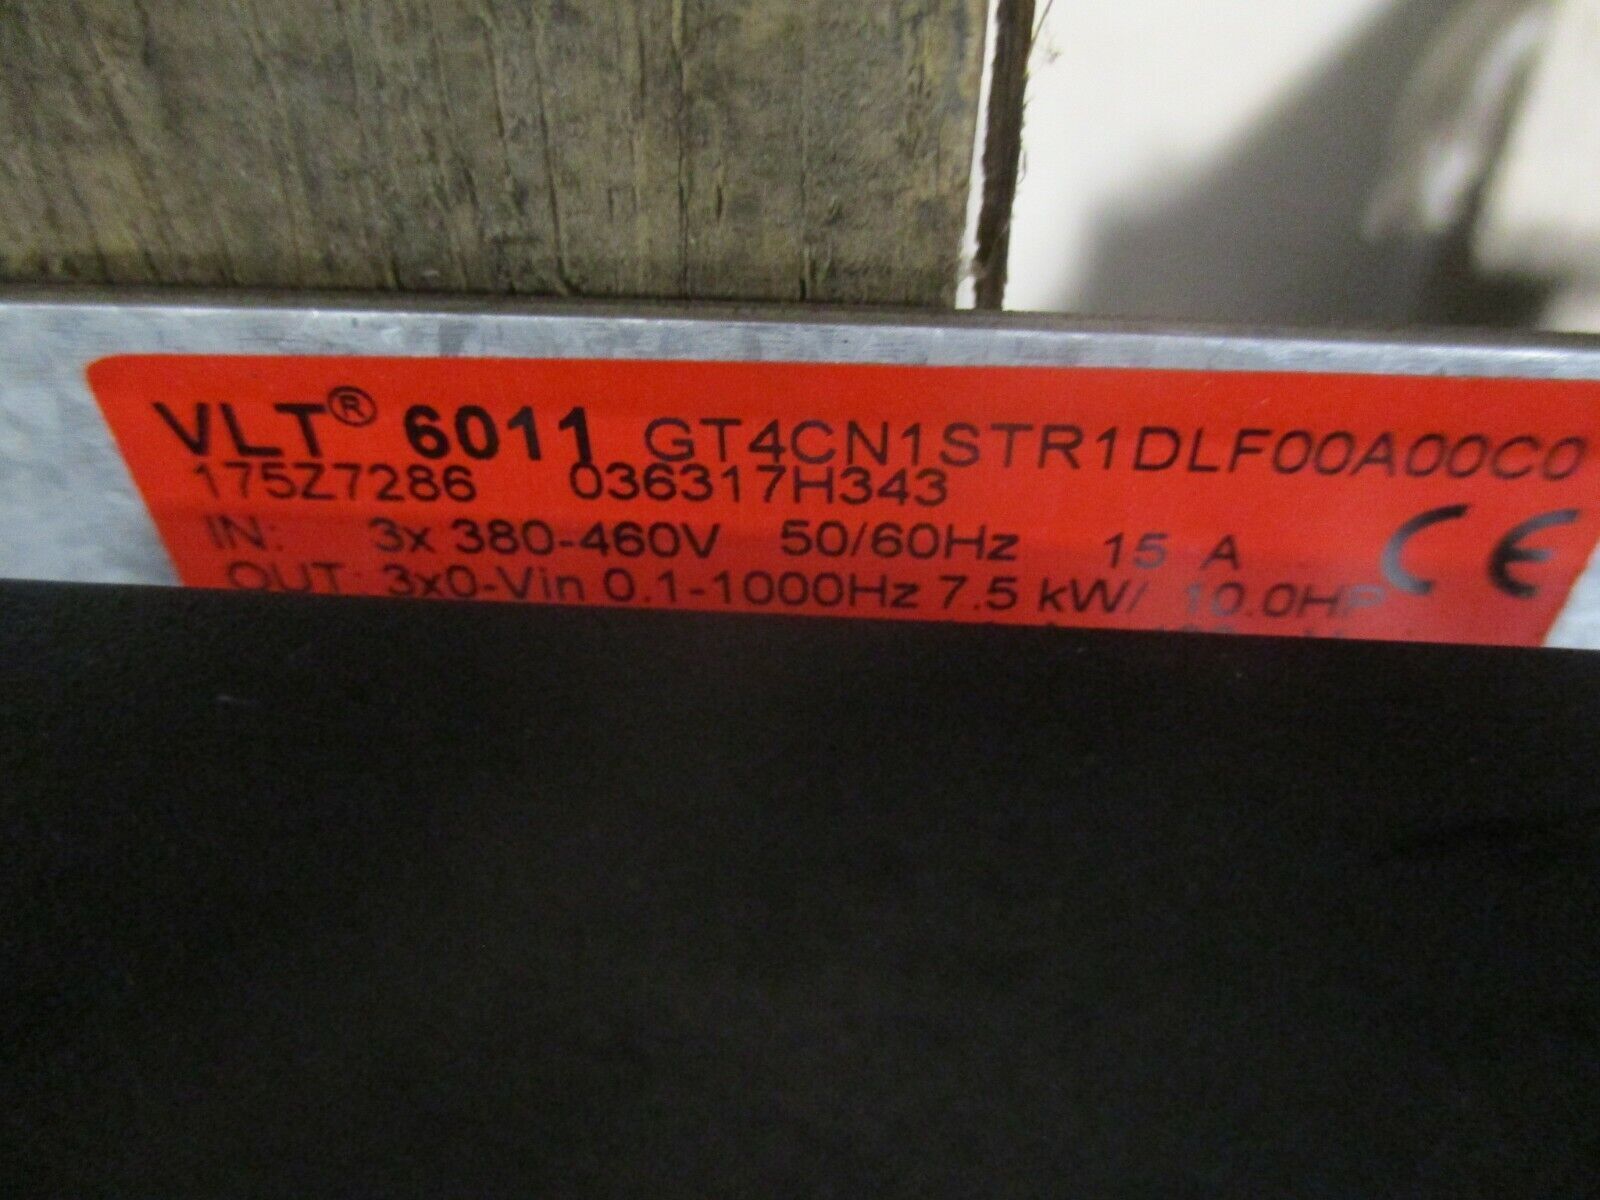 VLT® 6011 GT4CN1STR1DLF00A00C0
175Z7286 036317H343
IN: 3x 380-460V 50/60Hz 15 A CE
OUT: 3x0-Vin 0.1-1000Hz 7.5 kW/ 10.0HP